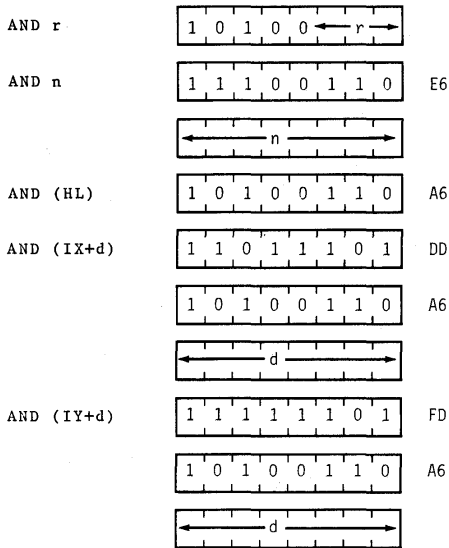 AND r 1 0 1 0 0 r
AND n 1 1 1 0 0 1 1 0 E6
n
AND (HL) 1 0 1 0 0 1 1 0 A6
AND (IX+d) 1 1 0 1 1 1 0 1 DD
1 0 1 0 0 1 1 0 A6
d
AND (IY+d) 1 1 1 1 1 1 0 1 FD
1 0 1 0 0 1 1 0 A6
d